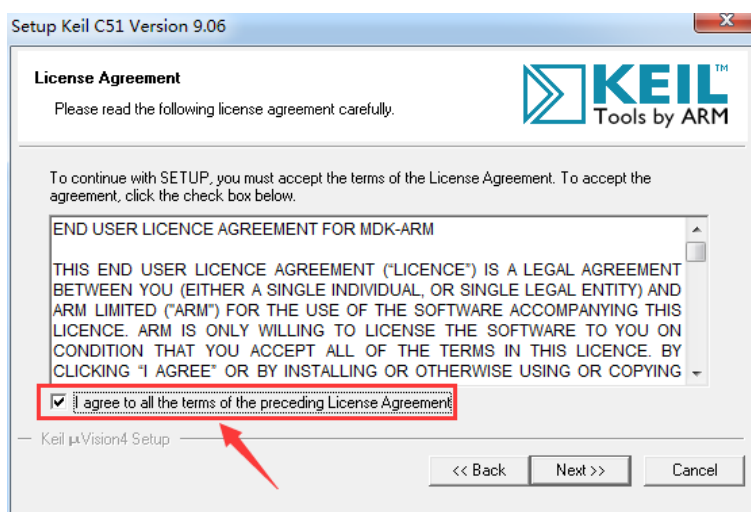 Setup Keil C51 Version 9.06
License Agreement
Please read the following license agreement carefully.
KEIL™
Tools by ARM
To continue with SETUP, you must accept the terms of the License Agreement. To accept the
agreement, click the check box below.
END USER LICENCE AGREEMENT FOR MDK-ARM
THIS END USER LICENCE AGREEMENT ("LICENCE") IS A LEGAL AGREEMENT
BETWEEN YOU (EITHER A SINGLE INDIVIDUAL, OR SINGLE LEGAL ENTITY) AND
ARM LIMITED ("ARM") FOR THE USE OF THE SOFTWARE ACCOMPANYING THIS
LICENCE. ARM IS ONLY WILLING TO LICENSE THE SOFTWARE TO YOU ON
CONDITION THAT YOU ACCEPT ALL OF THE TERMS IN THIS LICENCE. BY
CLICKING "I AGREE" OR BY INSTALLING OR OTHERWISE USING OR COPYING
I agree to all the terms of the preceding License Agreement
Keil µVision4 Setup
<< Back
Next >>
Cancel